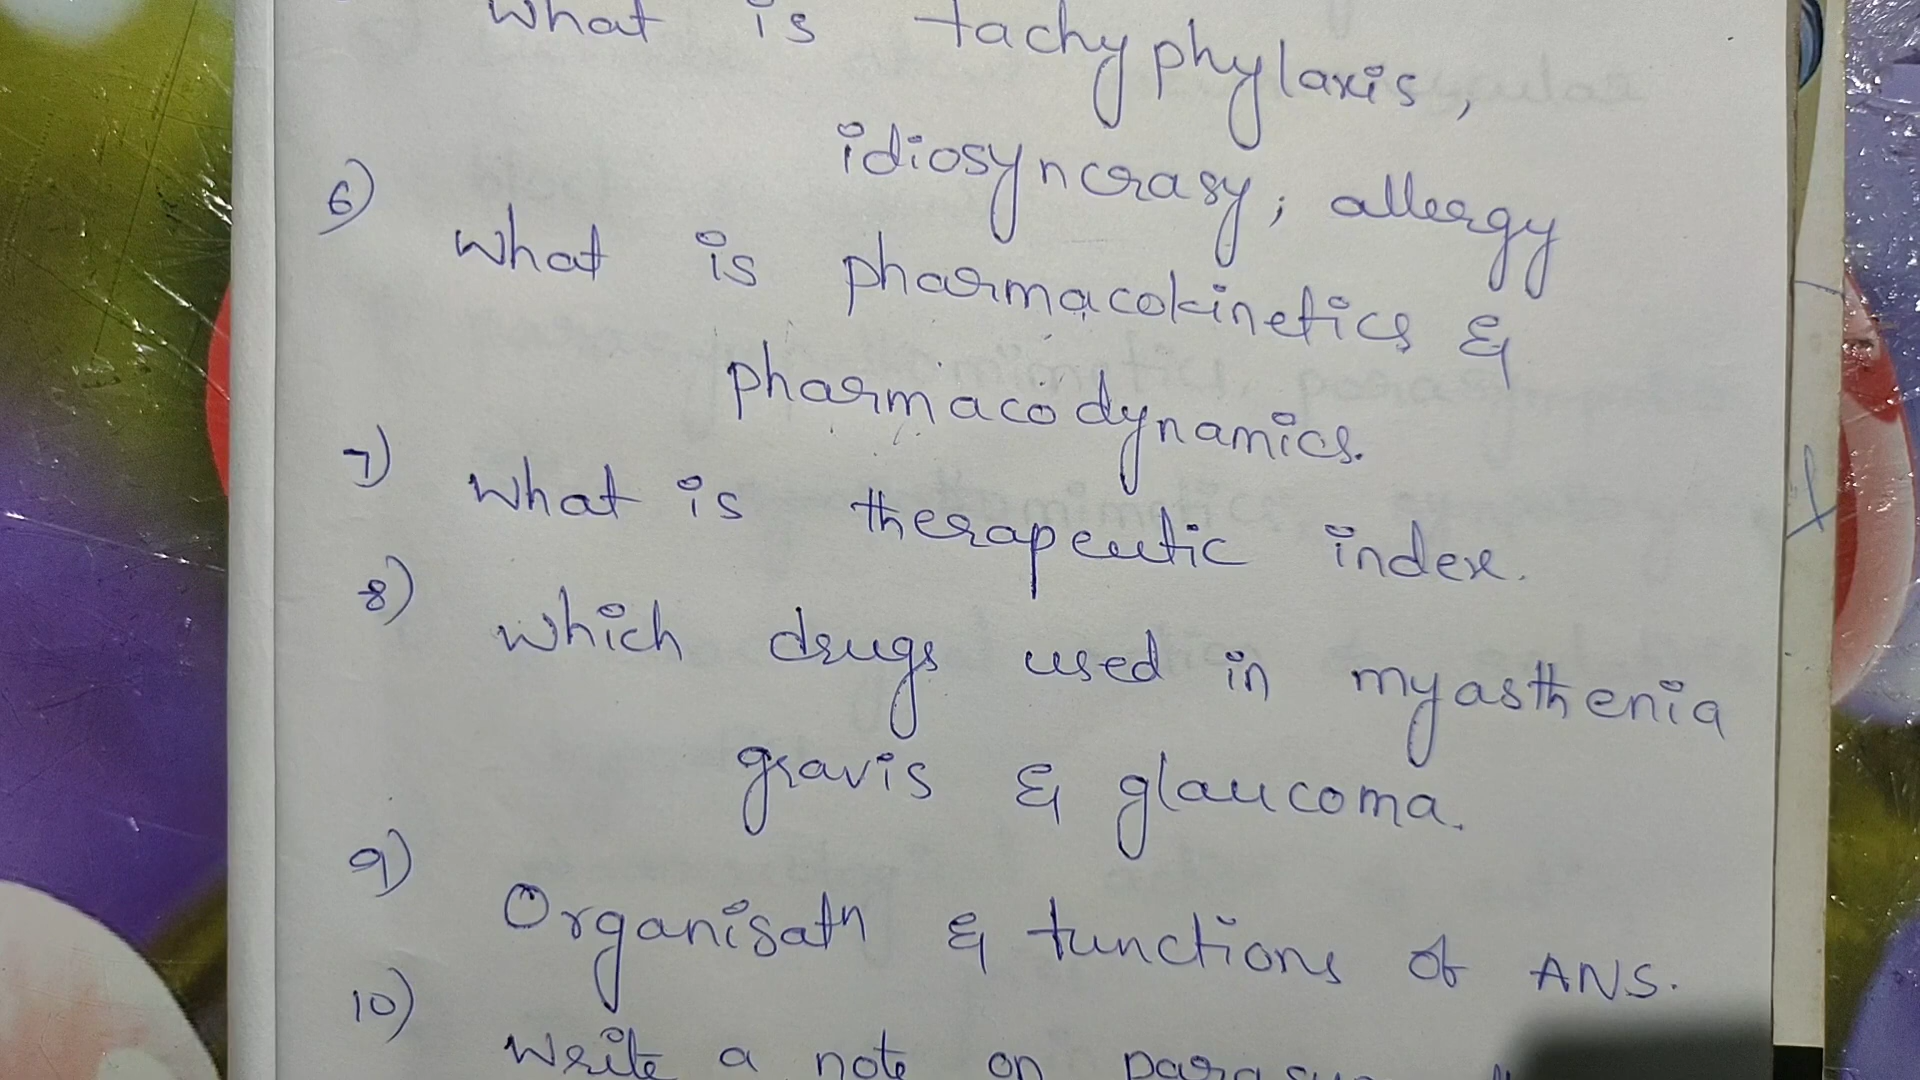 What is tachyphylaxis,
idiosyncrasy, allergy
6) What is pharmacokinetics &
pharmacodynamics.
7) What is therapeutic index.
8) Which drugs used in myasthenia
gravis & glaucoma.
9) Organisatn & functions of ANS.
10) Write a note on